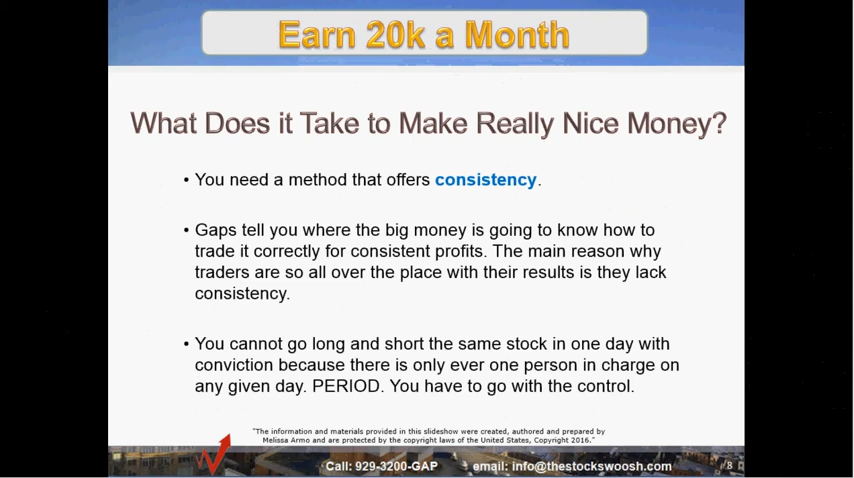 Earn 20k a Month
What Does it Take to Make Really Nice Money?
• You need a method that offers consistency.
• Gaps tell you where the big money is going to know how to
trade it correctly for consistent profits. The main reason why
traders are so all over the place with their results is they lack
consistency.
• You cannot go long and short the same stock in one day with
conviction because there is only ever one person in charge on
any given day. PERIOD. You have to go with the control.
"The information and materials provided in this slideshow were created, authored and prepared by
Melissa Armo and are protected by the copyright laws of the United States, Copyright 2016."
Call: 929-3200-GAP email: info@thestockswoosh.com 8